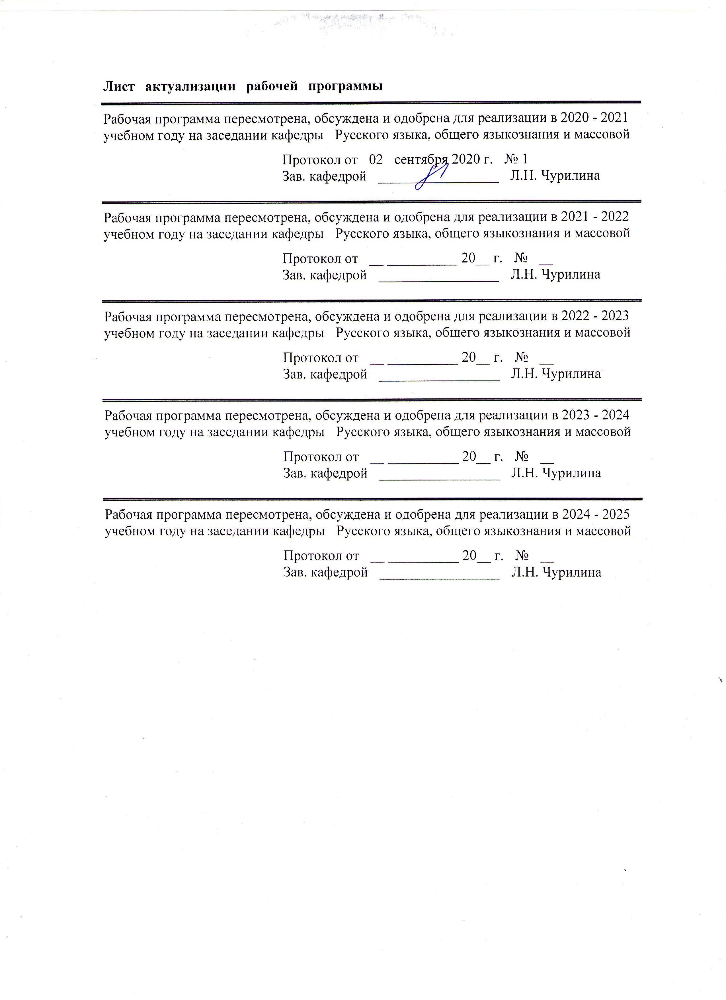 Лист актуализации рабочей программы
Рабочая программа пересмотрена, обсуждена и одобрена для реализации в 2020 - 2021
учебном году на заседании кафедры Русского языка, общего языкознания и массовой
Протокол от 02 сентября 2020 г. № 1
Зав. кафедрой ________________ Л.Н. Чурилина
Рабочая программа пересмотрена, обсуждена и одобрена для реализации в 2021 - 2022
учебном году на заседании кафедры Русского языка, общего языкознания и массовой
Протокол от __ __________ 20__ г. № __
Зав. кафедрой ________________ Л.Н. Чурилина
Рабочая программа пересмотрена, обсуждена и одобрена для реализации в 2022 - 2023
учебном году на заседании кафедры Русского языка, общего языкознания и массовой
Протокол от __ __________ 20__ г. № __
Зав. кафедрой ________________ Л.Н. Чурилина
Рабочая программа пересмотрена, обсуждена и одобрена для реализации в 2023 - 2024
учебном году на заседании кафедры Русского языка, общего языкознания и массовой
Протокол от __ __________ 20__ г. № __
Зав. кафедрой ________________ Л.Н. Чурилина
Рабочая программа пересмотрена, обсуждена и одобрена для реализации в 2024 - 2025
учебном году на заседании кафедры Русского языка, общего языкознания и массовой
Протокол от __ __________ 20__ г. № __
Зав. кафедрой ________________ Л.Н. Чурилина